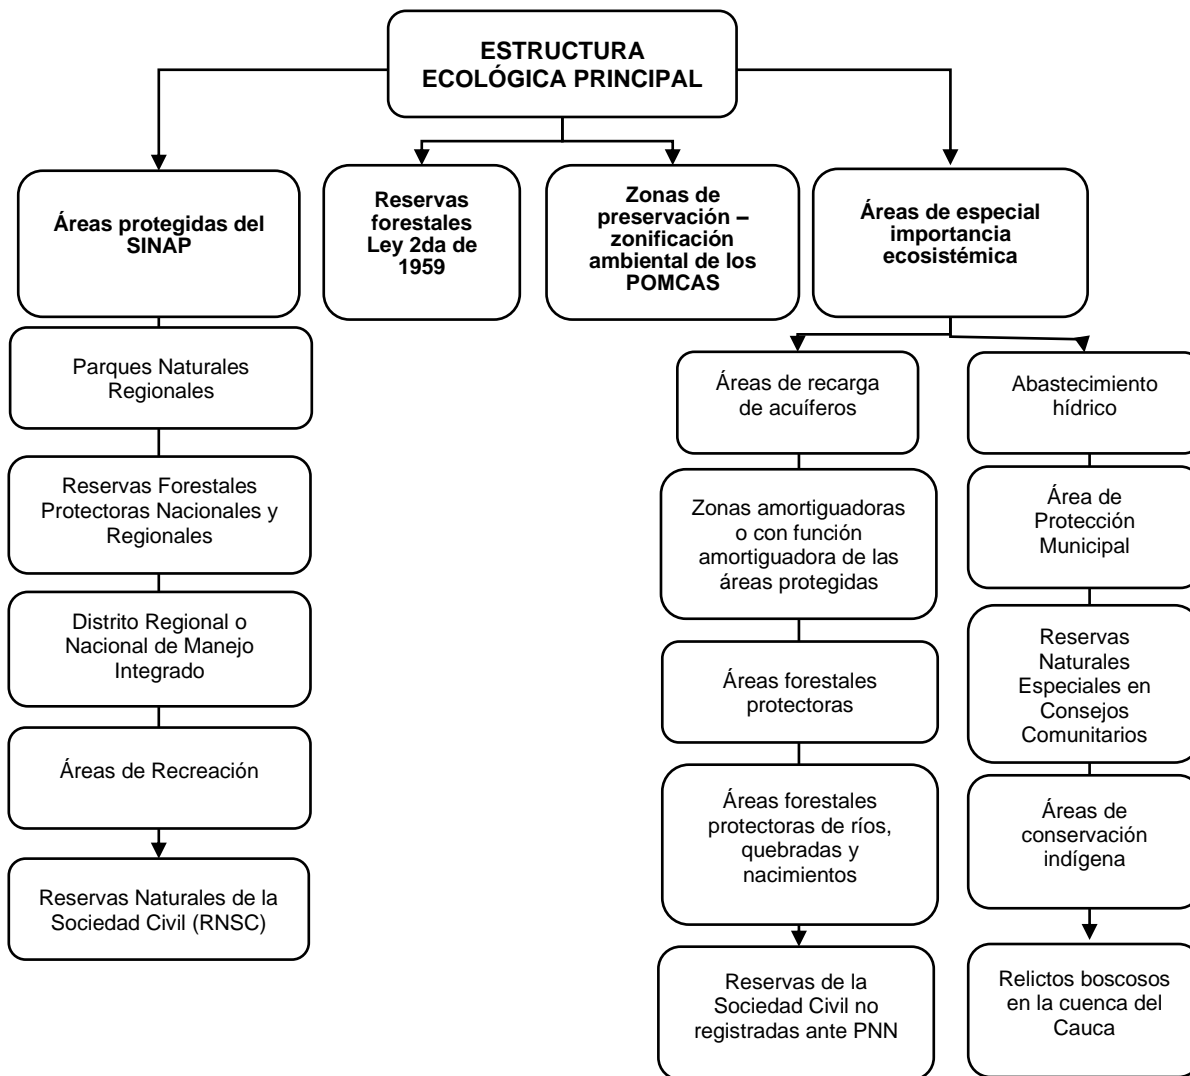 ESTRUCTURA
ECOLÓGICA PRINCIPAL
Áreas protegidas del
SINAP
Reservas
forestales
Ley 2da de
1959
Zonas de
preservación –
zonificación
ambiental de los
POMCAS
Áreas de especial
importancia
ecosistémica
Parques Naturales
Regionales
Reservas Forestales
Protectoras Nacionales y
Regionales
Distrito Regional o
Nacional de Manejo
Integrado
Áreas de Recreación
Reservas Naturales de la
Sociedad Civil (RNSC)
Áreas de recarga
de acuíferos
Zonas amortiguadoras
o con función
amortiguadora de las
áreas protegidas
Áreas forestales
protectoras
Áreas forestales
protectoras de ríos,
quebradas y
nacimientos
Reservas de la
Sociedad Civil no
registradas ante PNN
Abastecimiento
hídrico
Área de
Protección
Municipal
Reservas
Naturales
Especiales en
Consejos
Comunitarios
Áreas de
conservación
indígena
Relictos boscosos
en la cuenca del
Cauca